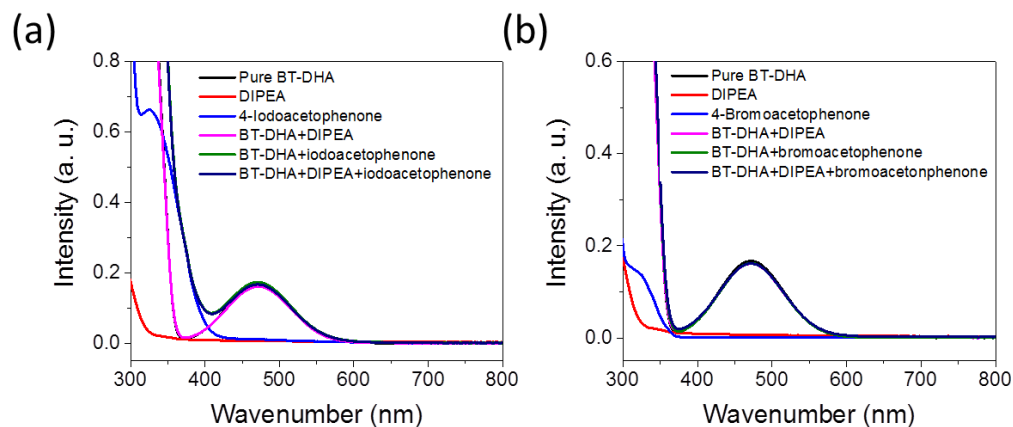 (a)
0.8
0.6
0.4
0.2
0.0
Intensity (a. u.)
Pure BT-DHA
DIPEA
4-Iodoacetophenone
BT-DHA+DIPEA
BT-DHA+iodoacetophenone
BT-DHA+DIPEA+iodoacetophenone
300 400 500 600 700 800
Wavenumber (nm)
(b)
0.6
0.4
0.2
0.0
Intensity (a. u.)
Pure BT-DHA
DIPEA
4-Bromoacetophenone
BT-DHA+DIPEA
BT-DHA+bromoacetophenone
BT-DHA+DIPEA+bromoacetonphenone
300 400 500 600 700 800
Wavenumber (nm)